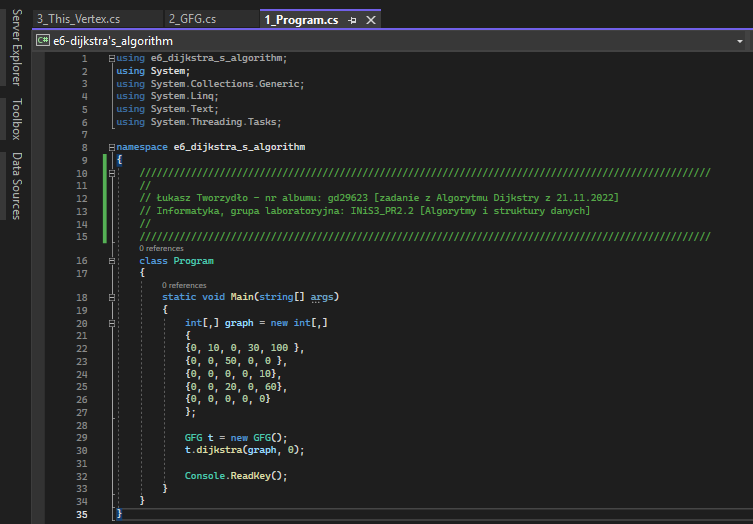 3_This_Vertex.cs 2_GFG.cs 1_Program.cs
Server Explorer
Toolbox
Data Sources
C# e6-dijkstra's_algorithm
1 using e6_dijkstra_s_algorithm;
2 using System;
3 using System.Collections.Generic;
4 using System.Linq;
5 using System.Text;
6 using System.Threading.Tasks;
7
8 namespace e6_dijkstra_s_algorithm
9 {
10 ////////////////////////////////////////////////////////////////////////////////////////////////////
11 //
12 // Łukasz Tworzydło - nr albumu: gd29623 [zadanie z Algorytmu Dijkstry z 21.11.2022]
13 // Informatyka, grupa laboratoryjna: INiS3_PR2.2 [Algorytmy i struktury danych]
14 //
15 ////////////////////////////////////////////////////////////////////////////////////////////////////
0 references
16 class Program
17 {
0 references
18 static void Main(string[] args)
19 {
20 int[,] graph = new int[,]
21 {
22 {0, 10, 0, 30, 100 },
23 {0, 0, 50, 0, 0 },
24 {0, 0, 0, 0, 10},
25 {0, 0, 20, 0, 60},
26 {0, 0, 0, 0, 0}
27 };
28
29 GFG t = new GFG();
30 t.dijkstra(graph, 0);
31
32 Console.ReadKey();
33 }
34 }
35 }